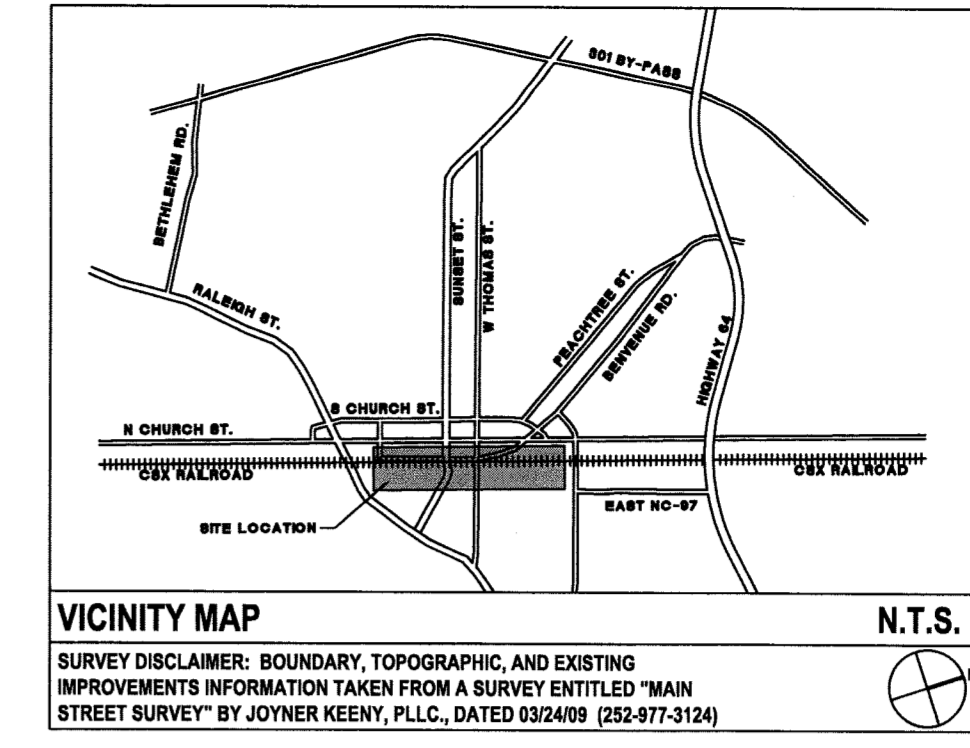 301 BY-PASS
BETHLEHEM RD.
SUNSET ST.
W THOMAS ST.
RALEIGH ST.
PEACHTREE ST.
BENVENUE RD.
HIGHWAY 64
S CHURCH ST.
N CHURCH ST.
CSX RAILROAD
CSX RAILROAD
EAST NC-97
SITE LOCATION
VICINITY MAP
N.T.S.
SURVEY DISCLAIMER: BOUNDARY, TOPOGRAPHIC, AND EXISTING
IMPROVEMENTS INFORMATION TAKEN FROM A SURVEY ENTITLED "MAIN
STREET SURVEY" BY JOYNER KEENY, PLLC., DATED 03/24/09 (252-977-3124)